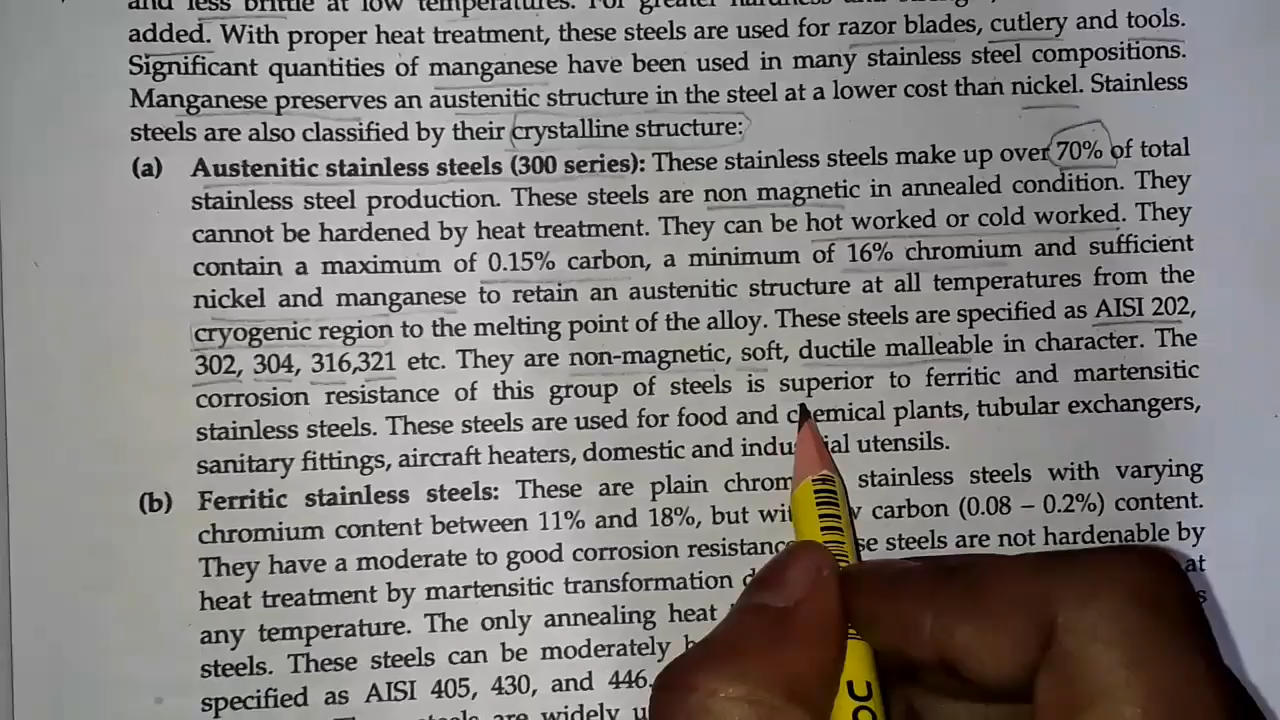 and less brittle at low temperatures. For greater hardness and
added. With proper heat treatment, these steels are used for razor blades, cutlery and tools.
Significant quantities of manganese have been used in many stainless steel compositions.
Manganese preserves an austenitic structure in the steel at a lower cost than nickel. Stainless
steels are also classified by their crystalline structure:
(a) Austenitic stainless steels (300 series): These stainless steels make up over 70% of total
stainless steel production. These steels are non magnetic in annealed condition. They
cannot be hardened by heat treatment. They can be hot worked or cold worked. They
contain a maximum of 0.15% carbon, a minimum of 16% chromium and sufficient
nickel and manganese to retain an austenitic structure at all temperatures from the
cryogenic region to the melting point of the alloy. These steels are specified as AISI 202,
302, 304, 316,321 etc. They are non-magnetic, soft, ductile malleable in character. The
corrosion resistance of this group of steels is superior to ferritic and martensitic
stainless steels. These steels are used for food and chemical plants, tubular exchangers,
sanitary fittings, aircraft heaters, domestic and industrial utensils.
(b) Ferritic stainless steels: These are plain chrom stainless steels with varying
chromium content between 11% and 18%, but carbon (0.08 – 0.2%) content.
They have a moderate to good corrosion resistance steels are not hardenable by
heat treatment by martensitic transformation at
any temperature. The only annealing heat
steels. These steels can be moderately
specified as AISI 405, 430, and 446.
are widely